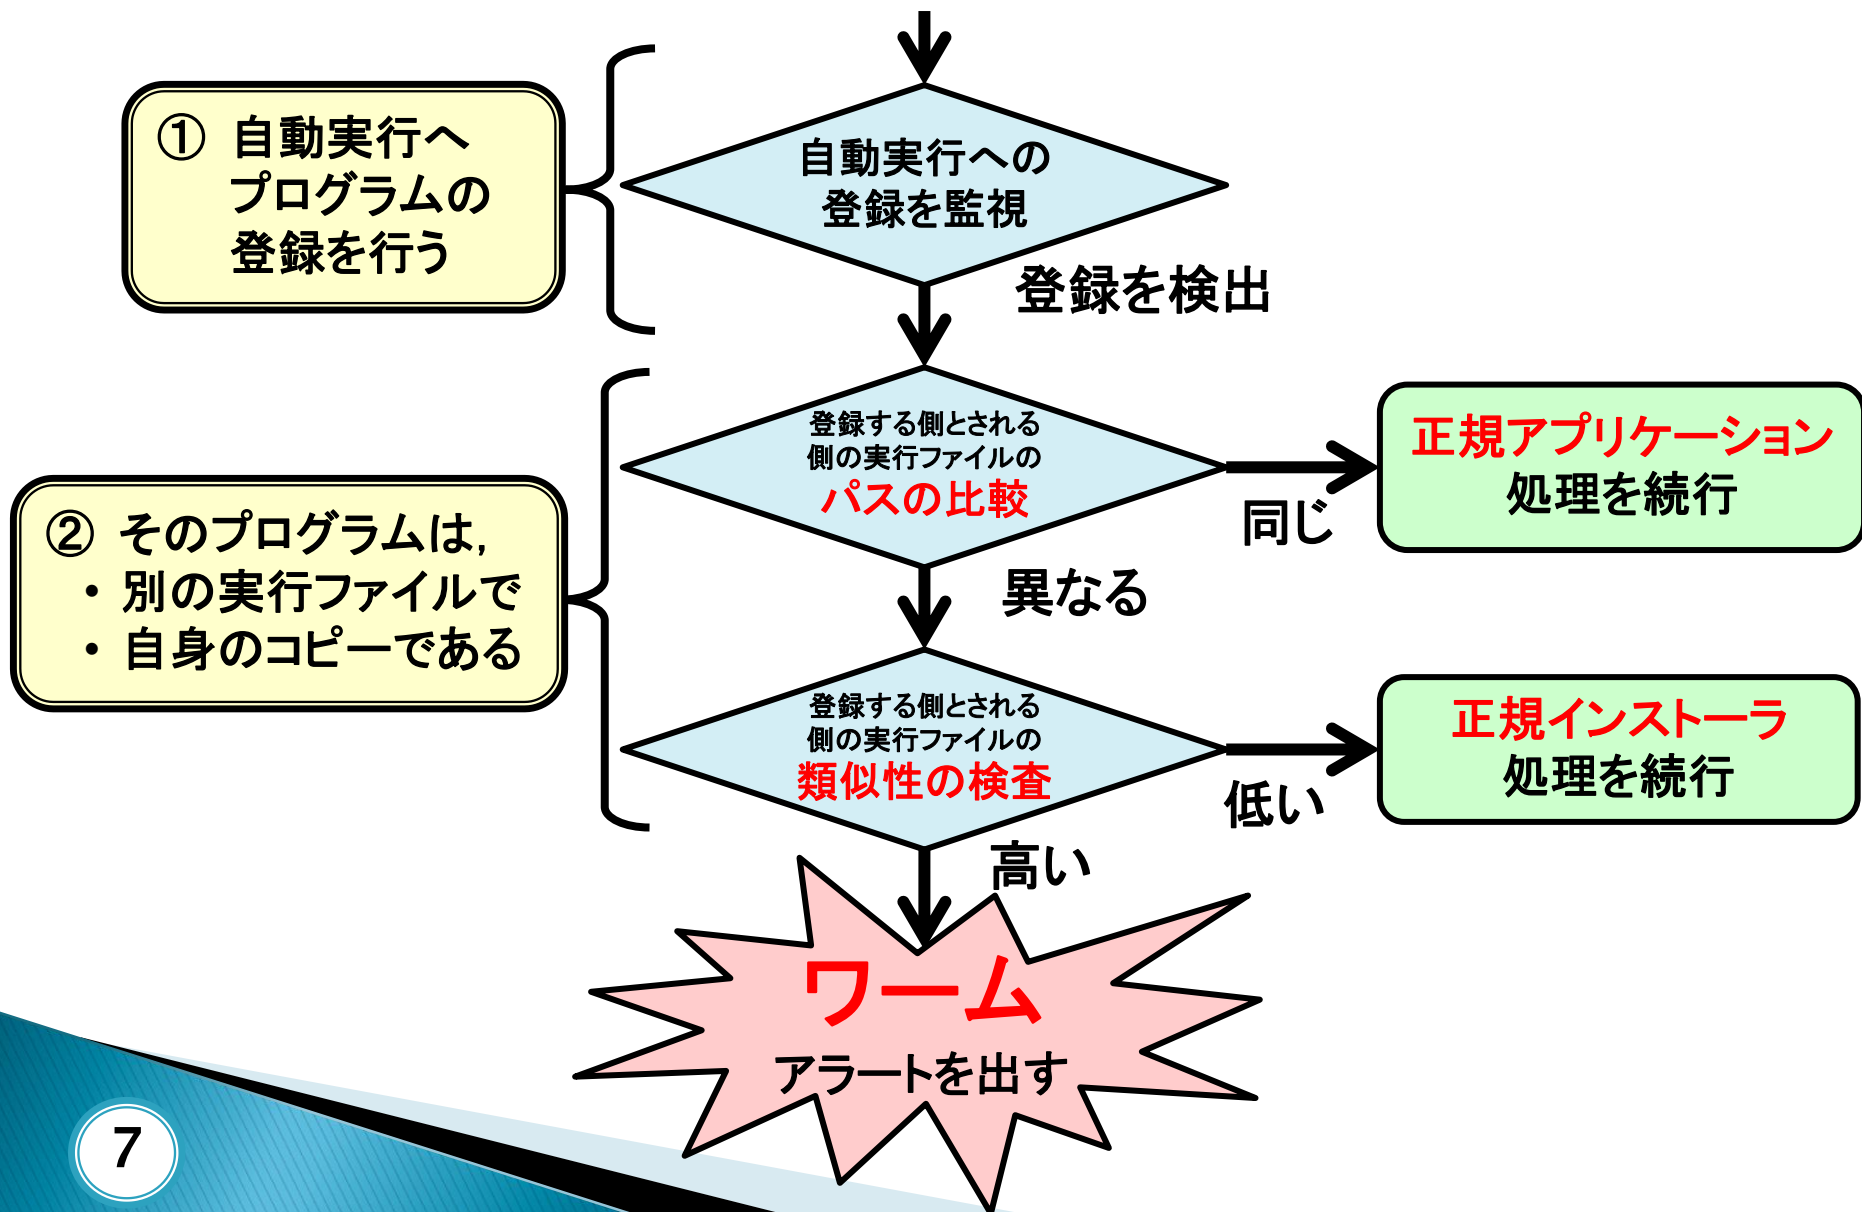 ① 自動実行へ
プログラムの
登録を行う
自動実行への
登録を監視
登録を検出
登録する側とされる
側の実行ファイルの
パスの比較
同じ
正規アプリケーション
処理を続行
② そのプログラムは,
・ 別の実行ファイルで
・ 自身のコピーである
異なる
登録する側とされる
側の実行ファイルの
類似性の検査
低い
正規インストーラ
処理を続行
高い
ワーム
アラートを出す
7